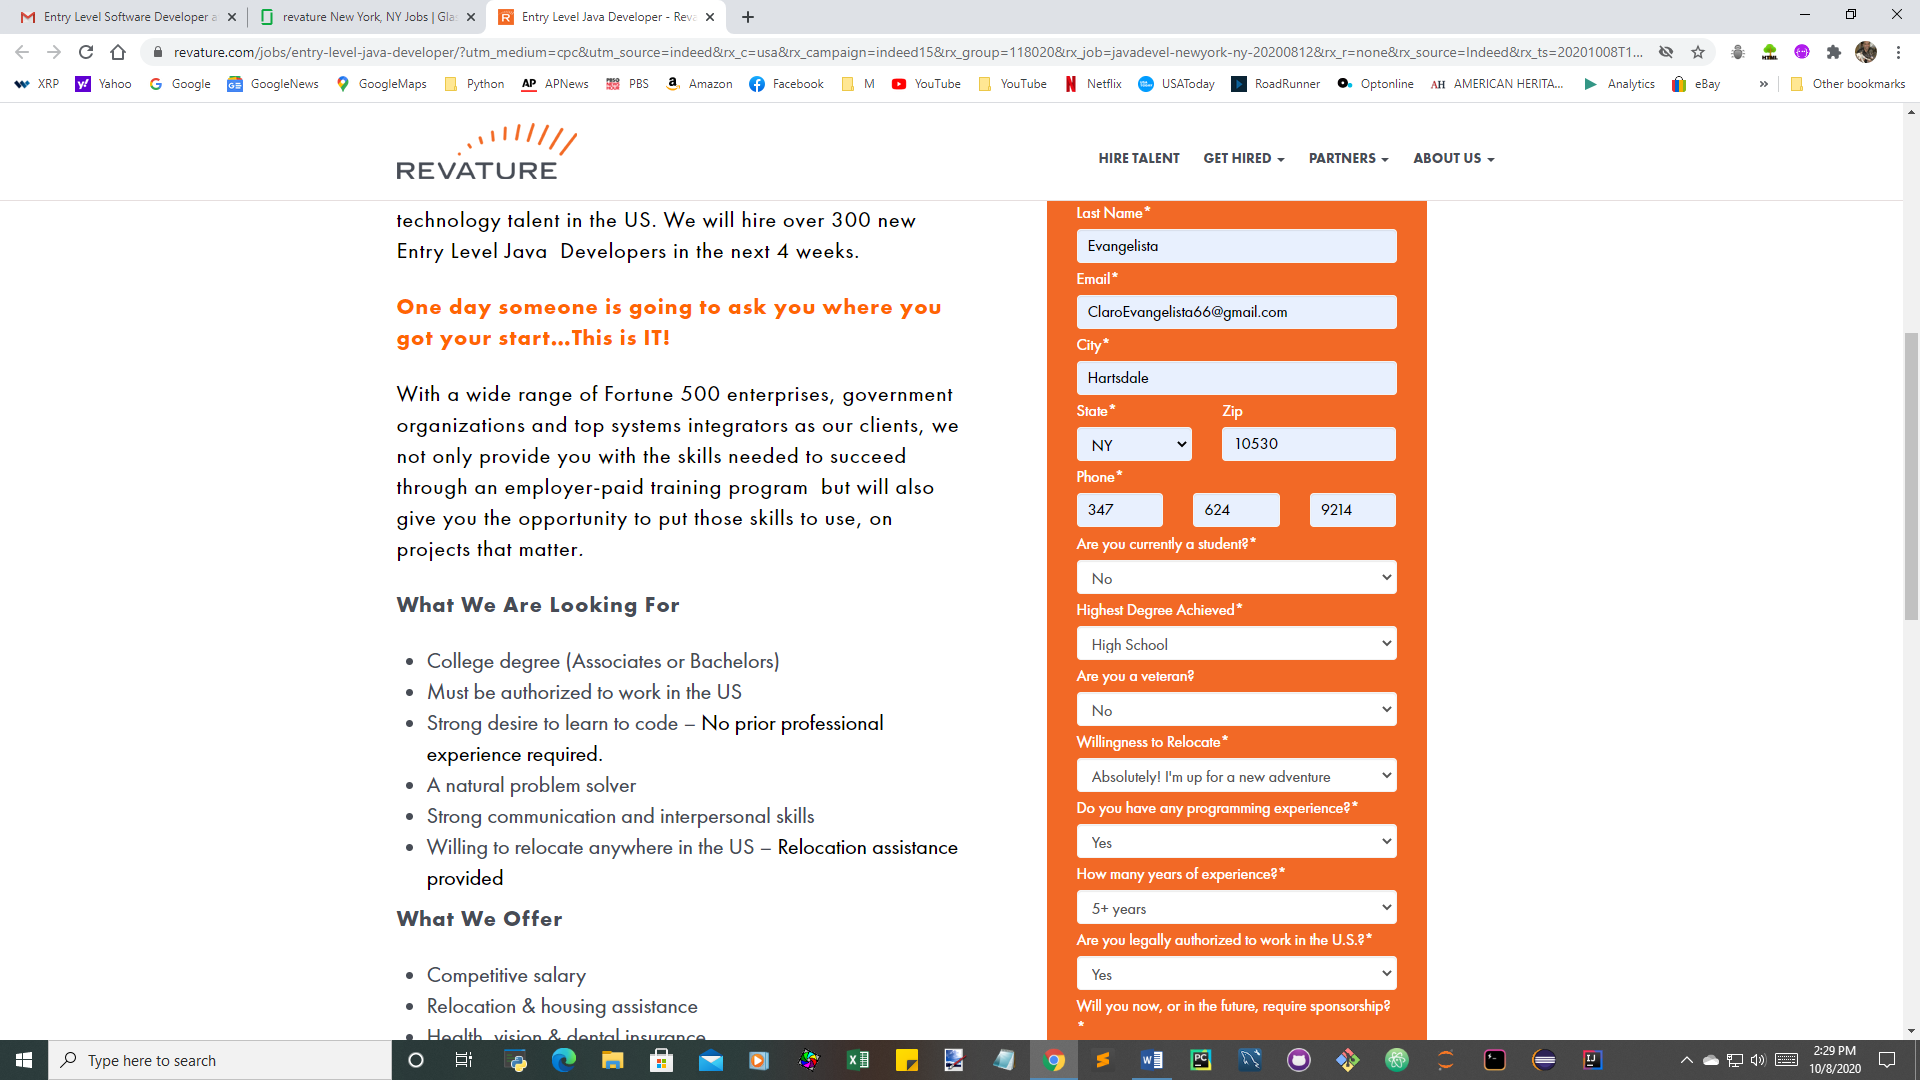 Entry Level Software Developer a
revature New York, NY Jobs | Gla
Entry Level Java Developer - Reva
revature.com/jobs/entry-level-java-developer/?utm_medium=cpc&utm_source=indeed&rx_c=usa&rx_campaign=indeed15&rx_group=118020&rx_job=javadevel-newyork-ny-20200812&rx_r=none&rx_source=Indeed&rx_ts=20201008T1...
XRP Yahoo Google GoogleNews GoogleMaps Python APNews PBS Amazon Facebook M YouTube YouTube Netflix USAToday RoadRunner Optonline AMERICAN HERITA... Analytics eBay » Other bookmarks
REVATURE
HIRE TALENT GET HIRED PARTNERS ABOUT US
technology talent in the US. We will hire over 300 new
Entry Level Java Developers in the next 4 weeks.
One day someone is going to ask you where you
got your start...This is IT!
With a wide range of Fortune 500 enterprises, government
organizations and top systems integrators as our clients, we
not only provide you with the skills needed to succeed
through an employer-paid training program but will also
give you the opportunity to put those skills to use, on
projects that matter.
What We Are Looking For
• College degree (Associates or Bachelors)
• Must be authorized to work in the US
• Strong desire to learn to code – No prior professional
experience required.
• A natural problem solver
• Strong communication and interpersonal skills
• Willing to relocate anywhere in the US – Relocation assistance
provided
What We Offer
• Competitive salary
• Relocation & housing assistance
• Health, vision & dental insurance
Last Name*
Evangelista
Email*
ClaroEvangelista66@gmail.com
City*
Hartsdale
State* Zip
NY 10530
Phone*
347 624 9214
Are you currently a student?*
No
Highest Degree Achieved*
High School
Are you a veteran?
No
Willingness to Relocate*
Absolutely! I'm up for a new adventure
Do you have any programming experience?*
Yes
How many years of experience?*
5+ years
Are you legally authorized to work in the U.S.?*
Yes
Will you now, or in the future, require sponsorship?
*
Type here to search
2:29 PM
10/8/2020